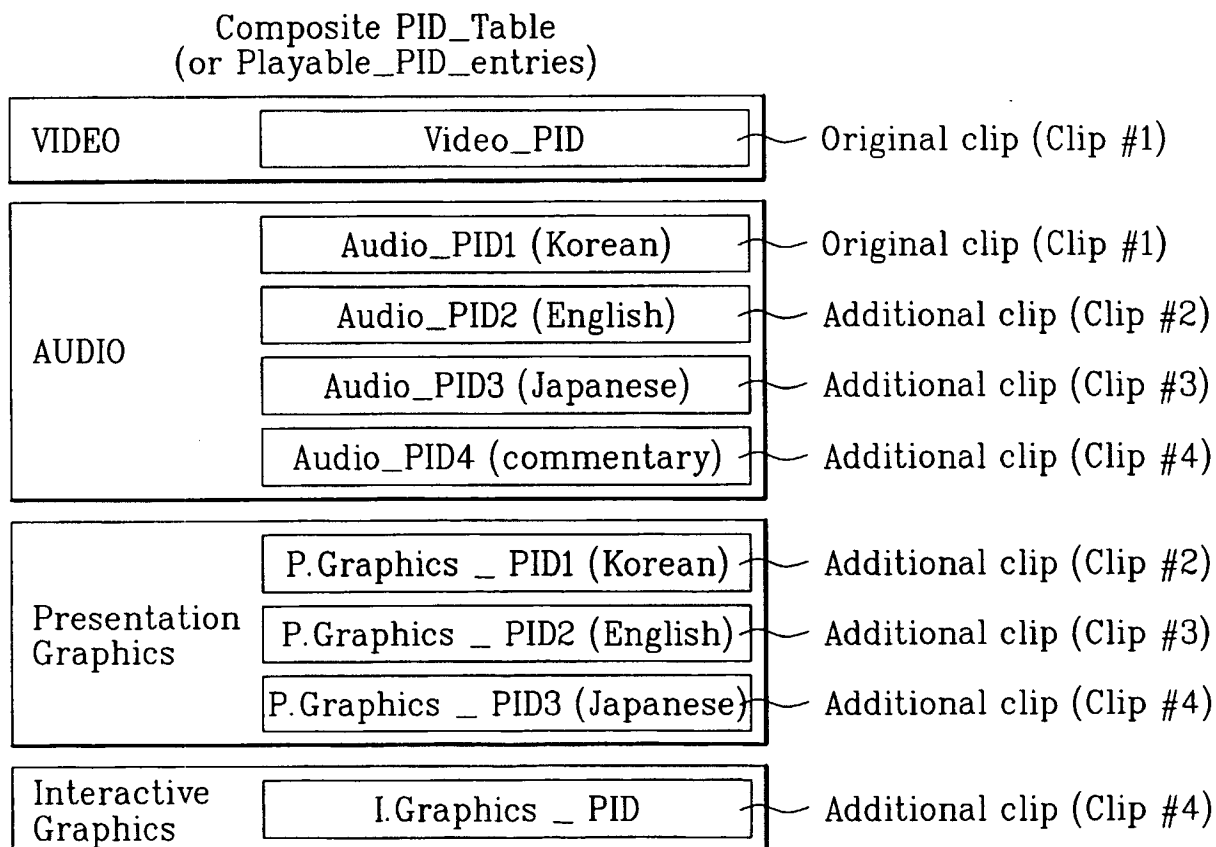 Composite PID_Table
(or Playable_PID_entries)
VIDEO
Video_PID
Original clip (Clip #1)
AUDIO
Audio_PID1 (Korean)
Original clip (Clip #1)
Audio_PID2 (English)
Additional clip (Clip #2)
Audio_PID3 (Japanese)
Additional clip (Clip #3)
Audio_PID4 (commentary)
Additional clip (Clip #4)
Presentation
Graphics
P.Graphics _ PID1 (Korean)
Additional clip (Clip #2)
P.Graphics _ PID2 (English)
Additional clip (Clip #3)
P.Graphics _ PID3 (Japanese)
Additional clip (Clip #4)
Interactive
Graphics
I.Graphics _ PID
Additional clip (Clip #4)